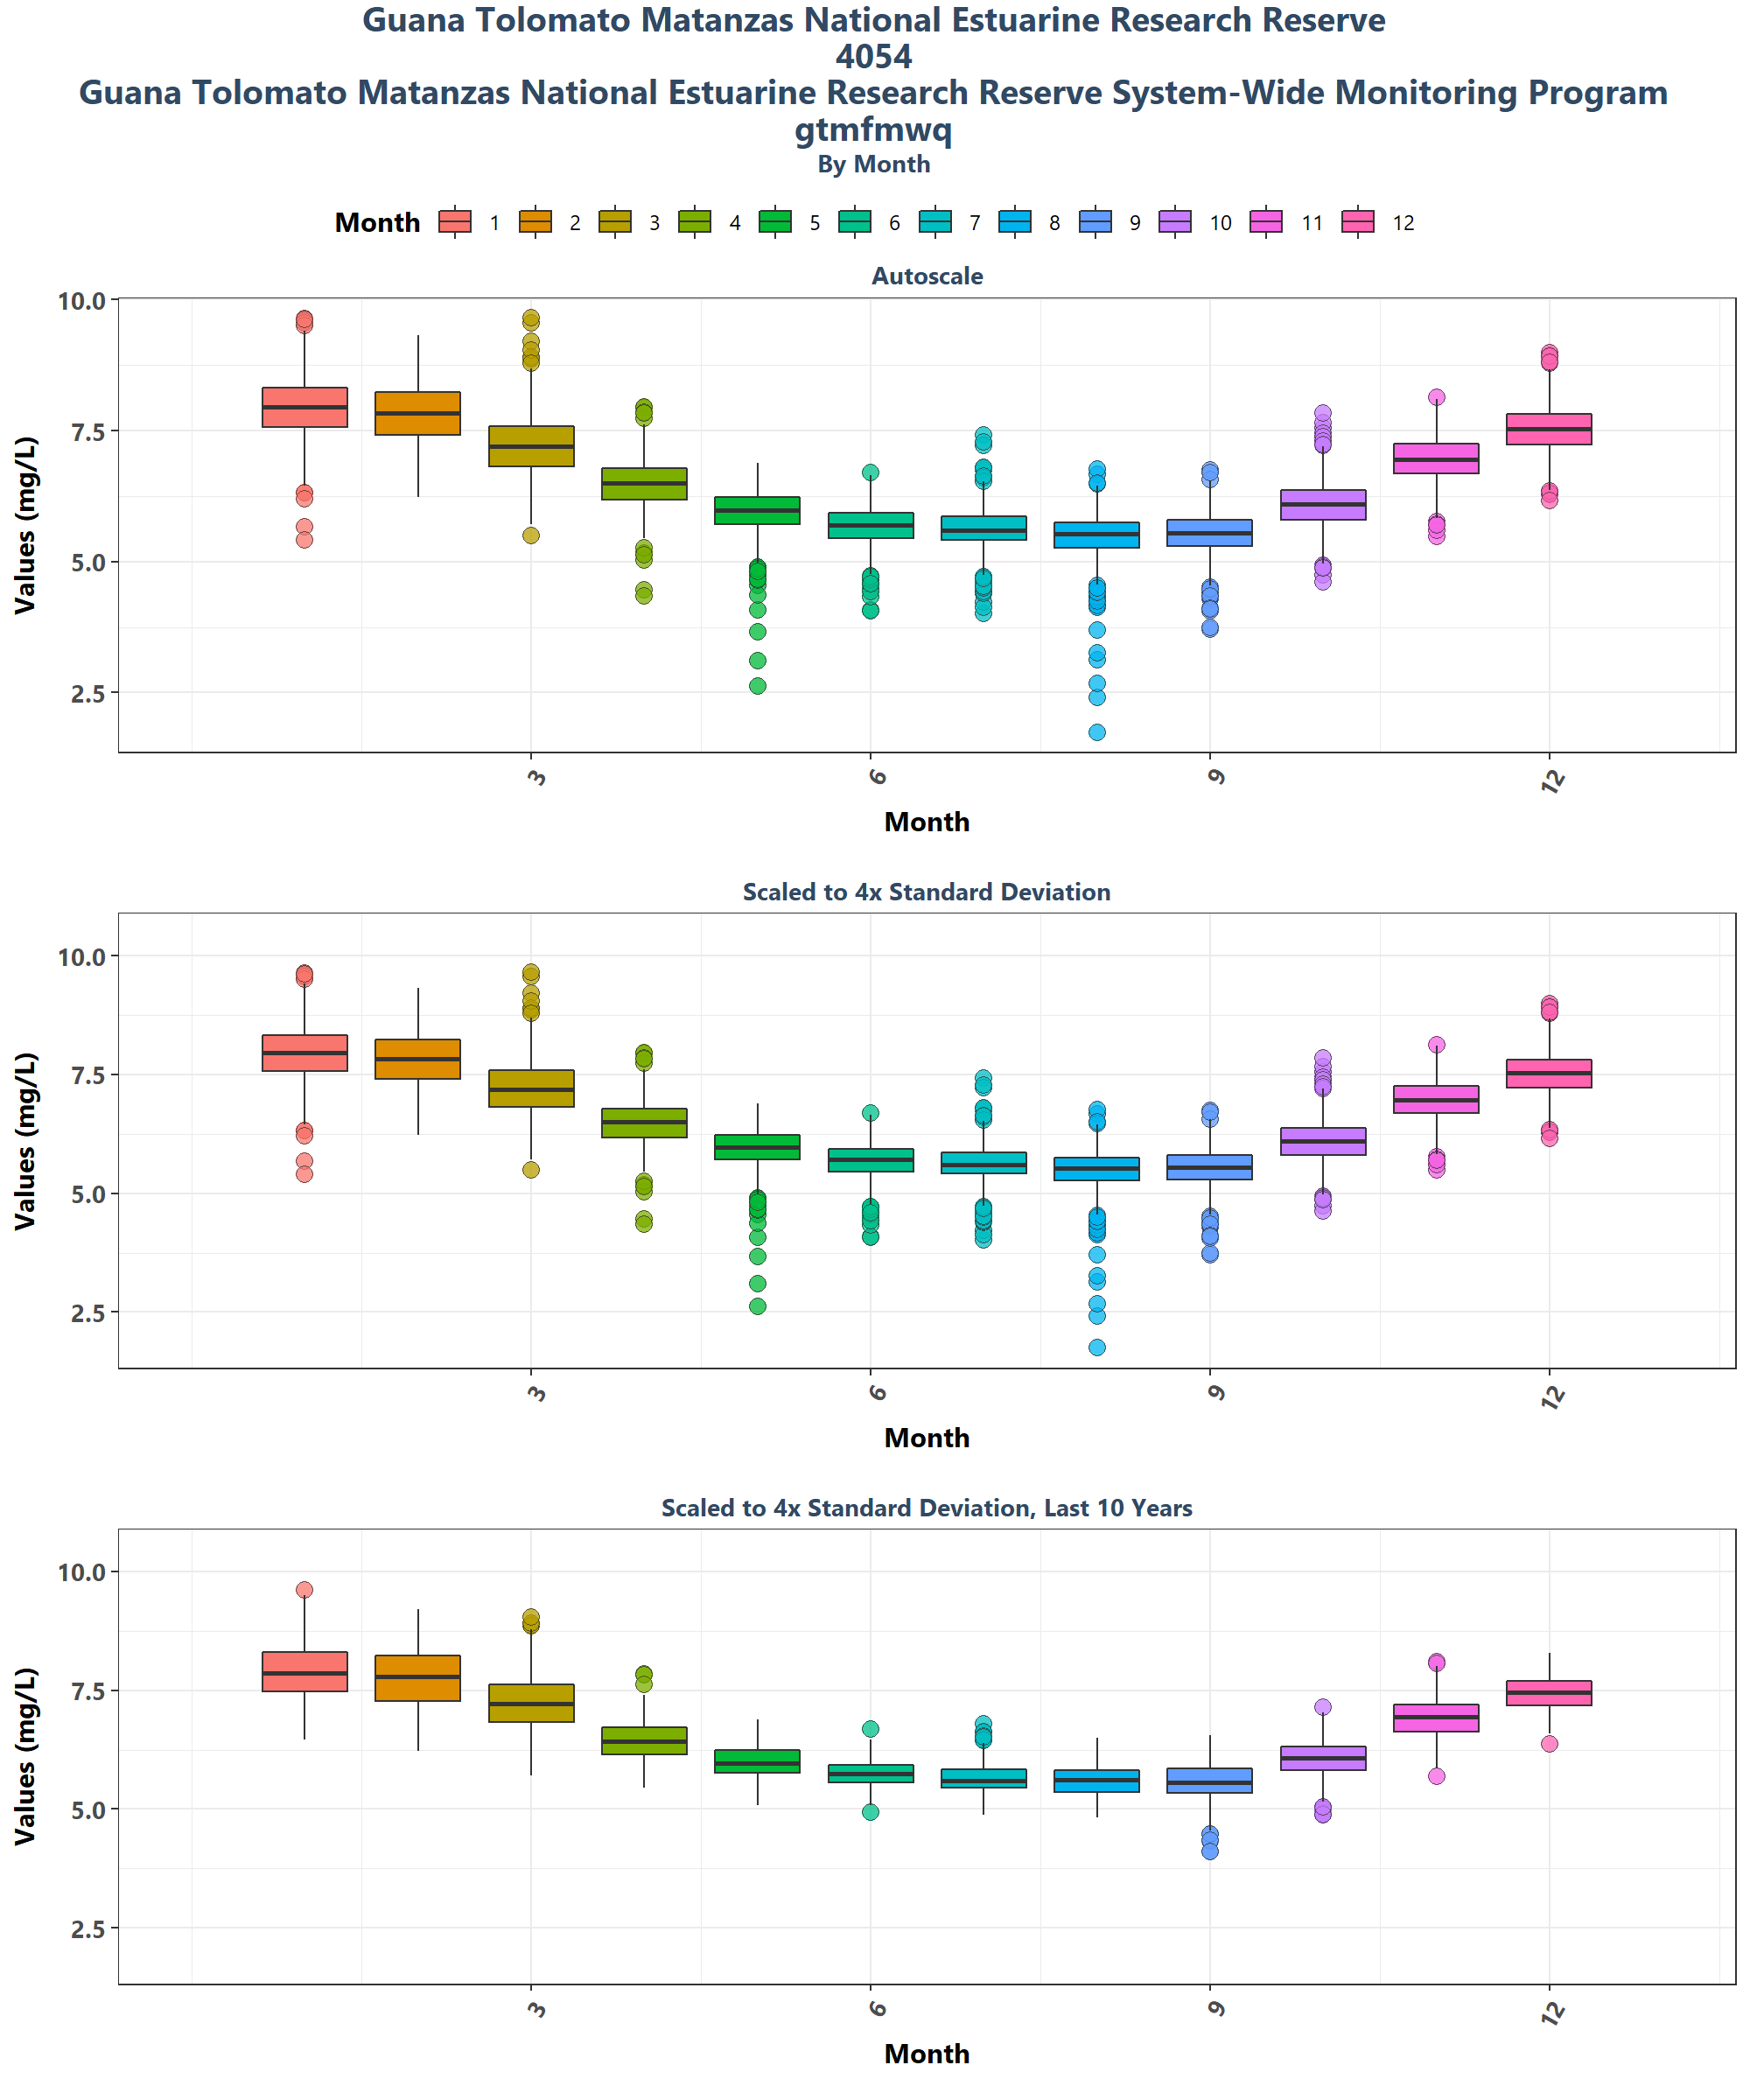 Guana Tolomato Matanzas National Estuarine Research Reserve
4054
Guana Tolomato Matanzas National Estuarine Research Reserve System-Wide Monitoring Program
gtmfmwq
By Month
Month 1 2 3 4 5 6 7 8 9 10 11 12
Autoscale
Values (mg/L)
10.0
7.5
5.0
2.5
3 6 9 12
Month
Scaled to 4x Standard Deviation
Values (mg/L)
10.0
7.5
5.0
2.5
3 6 9 12
Month
Scaled to 4x Standard Deviation, Last 10 Years
Values (mg/L)
10.0
7.5
5.0
2.5
3 6 9 12
Month